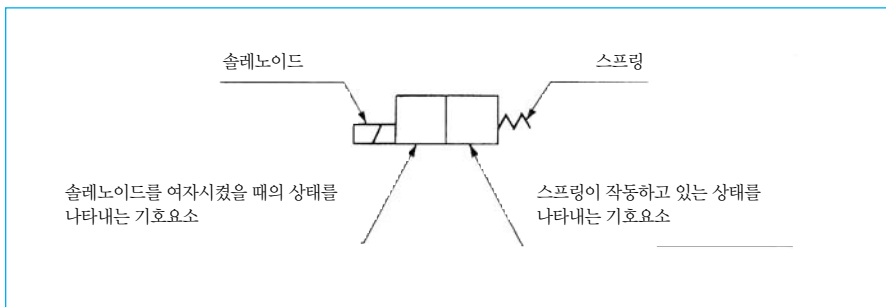 솔레노이드
스프링
솔레노이드를 여자시켰을 때의 상태를
나타내는 기호요소
스프링이 작동하고 있는 상태를
나타내는 기호요소